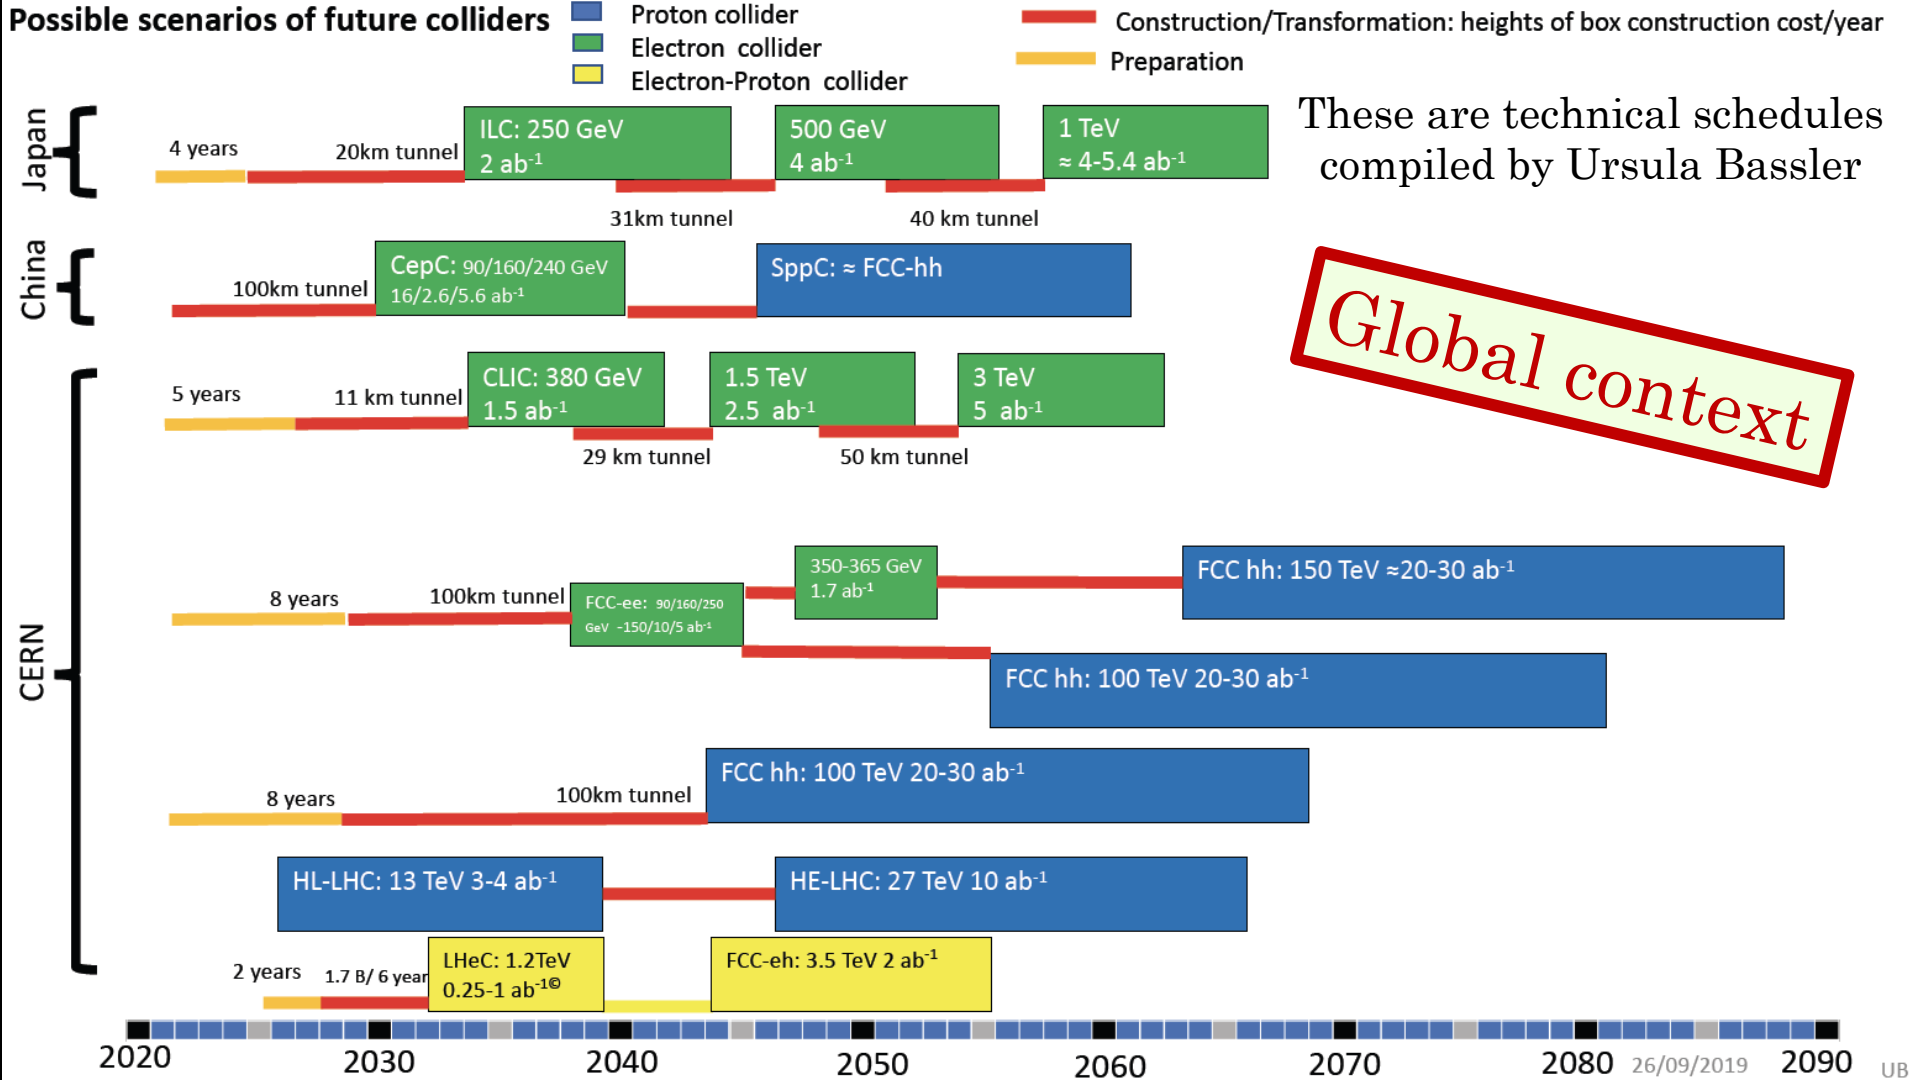 Possible scenarios of future colliders
Proton collider
Electron collider
Electron-Proton collider
Construction/Transformation: heights of box construction cost/year
Preparation
These are technical schedules
compiled by Ursula Bassler
Global context
Japan
4 years
20km tunnel
ILC: 250 GeV
2 ab⁻¹
31km tunnel
500 GeV
4 ab⁻¹
40 km tunnel
1 TeV
≈ 4-5.4 ab⁻¹
China
100km tunnel
CepC: 90/160/240 GeV
16/2.6/5.6 ab⁻¹
SppC: ≈ FCC-hh
CERN
5 years
11 km tunnel
CLIC: 380 GeV
1.5 ab⁻¹
29 km tunnel
1.5 TeV
2.5 ab⁻¹
50 km tunnel
3 TeV
5 ab⁻¹
8 years
100km tunnel
FCC-ee: 90/160/250
GeV -150/10/5 ab⁻¹
350-365 GeV
1.7 ab⁻¹
FCC hh: 150 TeV ≈20-30 ab⁻¹
FCC hh: 100 TeV 20-30 ab⁻¹
8 years
100km tunnel
FCC hh: 100 TeV 20-30 ab⁻¹
HL-LHC: 13 TeV 3-4 ab⁻¹
HE-LHC: 27 TeV 10 ab⁻¹
2 years
1.7 B/ 6 year
LHeC: 1.2TeV
0.25-1 ab⁻¹©
FCC-eh: 3.5 TeV 2 ab⁻¹
2020
2030
2040
2050
2060
2070
2080
26/09/2019
2090
UB